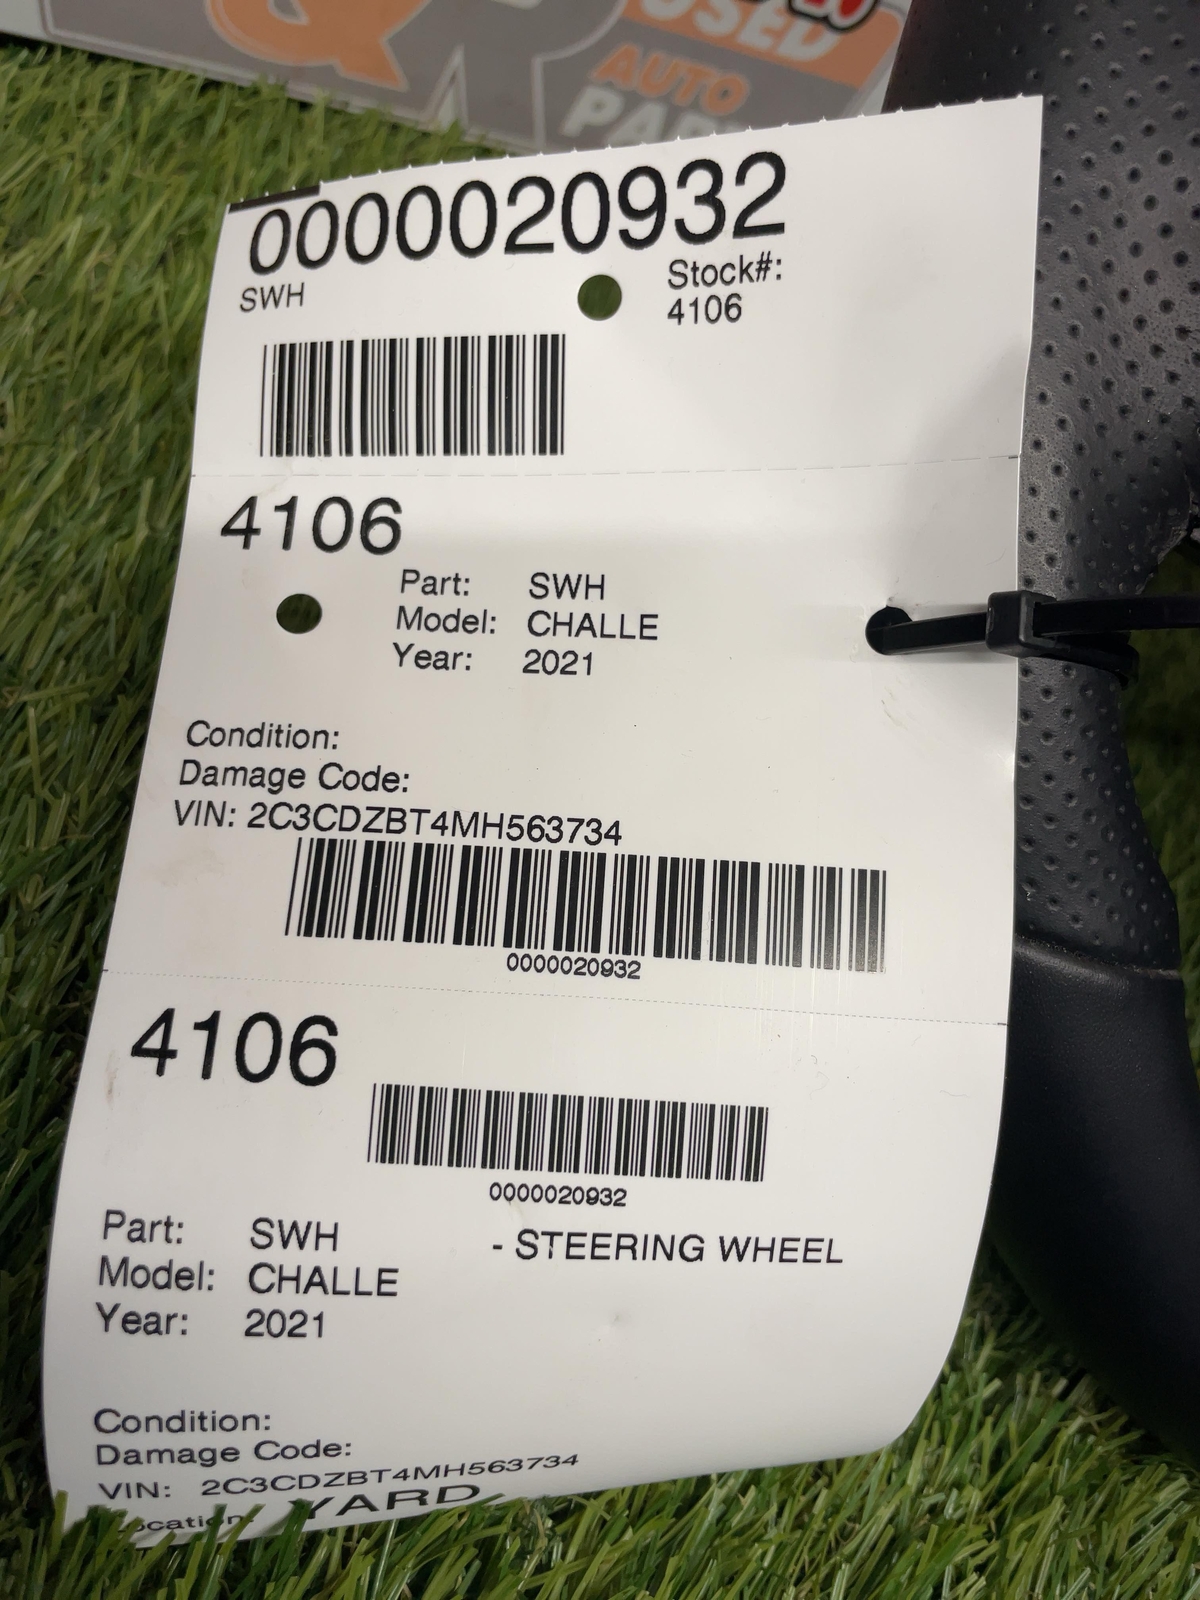 &R USED
AUTO
0000020932
SWH
Stock#:
4106
4106
Part: SWH
Model: CHALLE
Year: 2021
Condition:
Damage Code:
VIN: 2C3CDZBT4MH563734
0000020932
4106
0000020932
Part: SWH - STEERING WHEEL
Model: CHALLE
Year: 2021
Condition:
Damage Code:
VIN: 2C3CDZBT4MH563734
Location: YARD